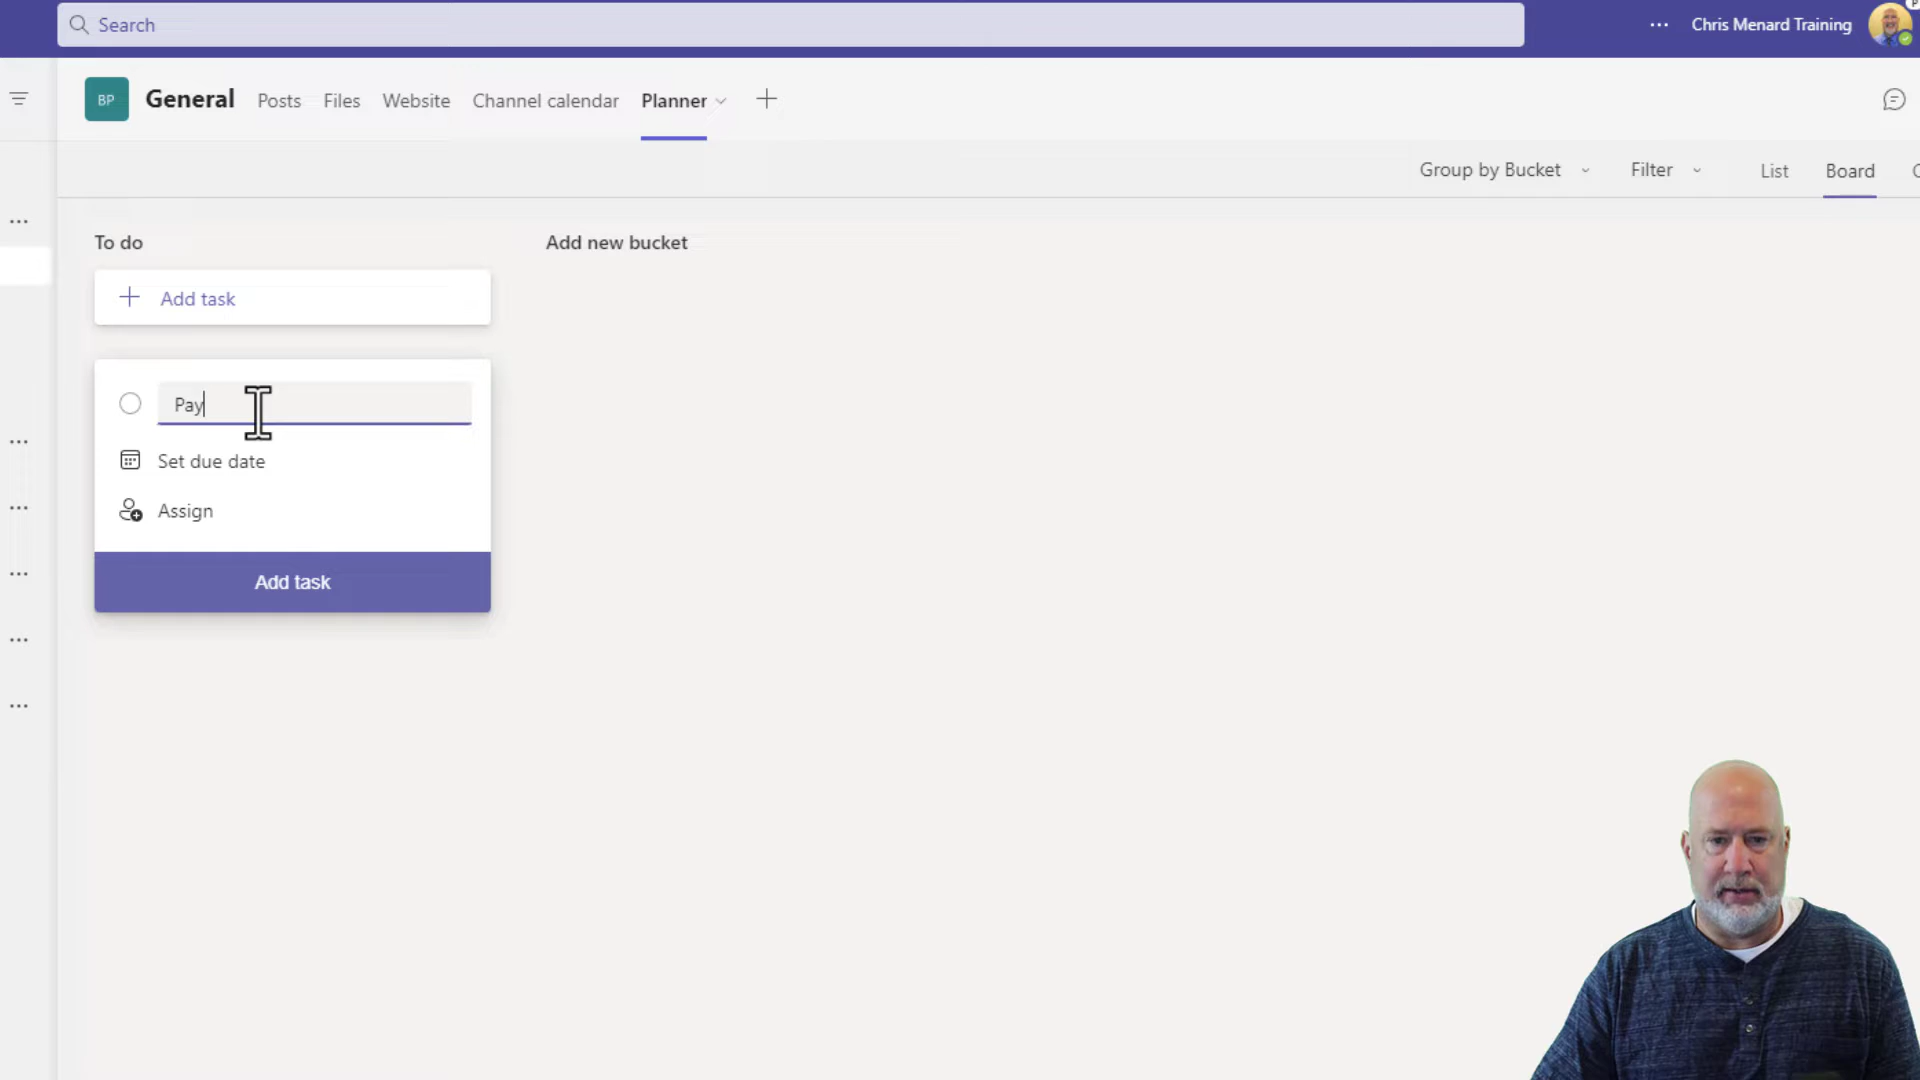 Search
Chris Menard Training
P
BP
General
Posts
Files
Website
Channel calendar
Planner
Group by Bucket
Filter
List
Board
To do
Add new bucket
Add task
Pay
Set due date
Assign
Add task